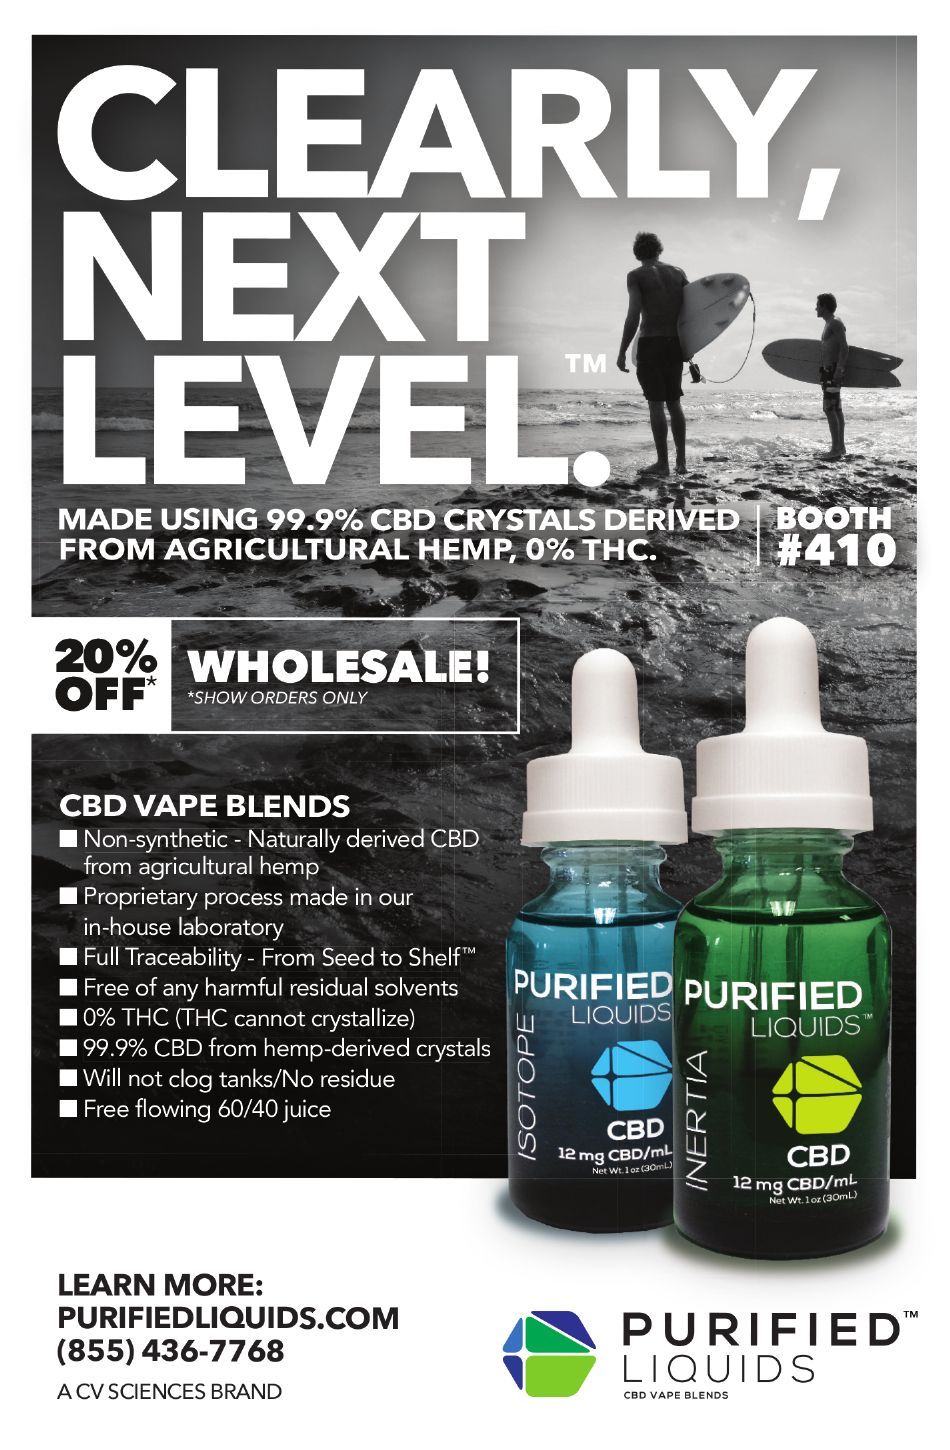 CLEARLY,
NEXT
LEVEL.™
MADE USING 99.9% CBD CRYSTALS DERIVED
FROM AGRICULTURAL HEMP, 0% THC.
BOOTH
#410
20%
OFF*
WHOLESALE!
*SHOW ORDERS ONLY
CBD VAPE BLENDS
■ Non-synthetic - Naturally derived CBD
from agricultural hemp
■ Proprietary process made in our
in-house laboratory
■ Full Traceability - From Seed to Shelf™
■ Free of any harmful residual solvents
■ 0% THC (THC cannot crystallize)
■ 99.9% CBD from hemp-derived crystals
■ Will not clog tanks/No residue
■ Free flowing 60/40 juice
PURIFIED
LIQUIDS
ISOTOPE
CBD
12 mg CBD/mL
Net Wt. 1 oz (30mL)
PURIFIED
LIQUIDS™
INERTIA
CBD
12 mg CBD/mL
Net Wt. 1 oz (30mL)
LEARN MORE:
PURIFIEDLIQUIDS.COM
(855) 436-7768
A CV SCIENCES BRAND
PURIFIED™
LIQUIDS
CBD VAPE BLENDS